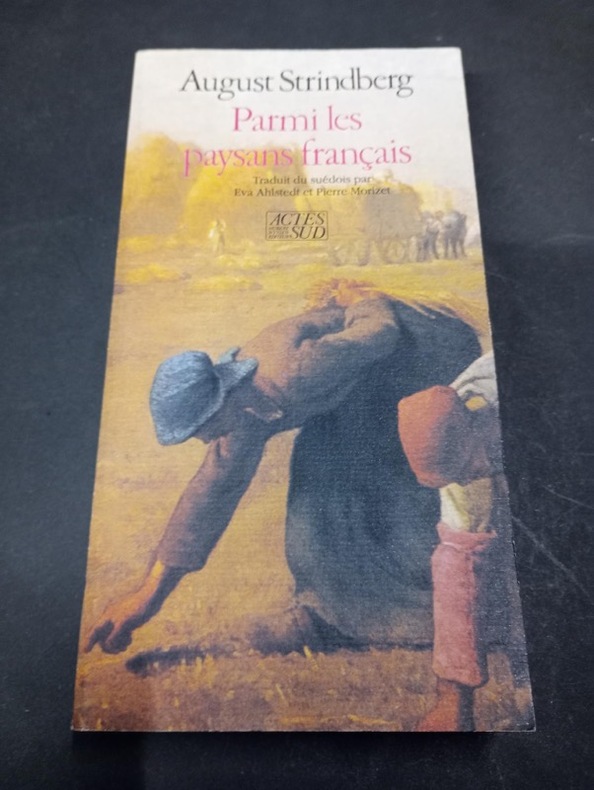 August Strindberg
Parmi les
paysans français
Traduit du suédois par
Eva Ahlstedt et Pierre Morizet
ACTES
SUD